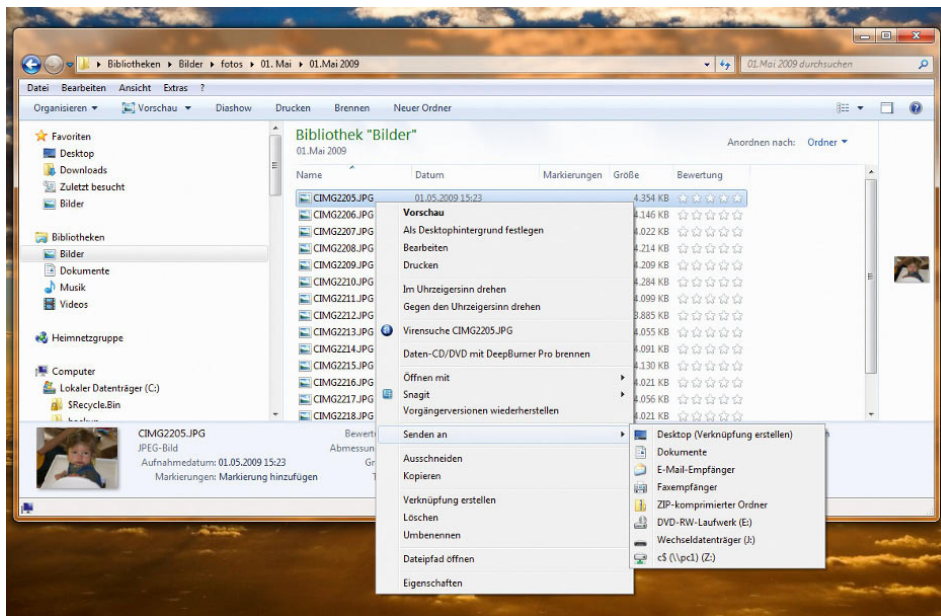 Bibliotheken ▸ Bilder ▸ fotos ▸ 01. Mai ▸ 01.Mai 2009
01.Mai 2009 durchsuchen
Datei Bearbeiten Ansicht Extras ?
Organisieren Vorschau Diashow Drucken Brennen Neuer Ordner
Favoriten
Desktop
Downloads
Zuletzt besucht
Bilder
Bibliotheken
Bilder
Dokumente
Musik
Videos
Heimnetzgruppe
Computer
Lokaler Datenträger (C:)
$Recycle.Bin
Bibliothek "Bilder"
01.Mai 2009
Anordnen nach: Ordner
Name Datum Markierungen Größe Bewertung
CIMG2205.JPG 01.05.2009 15:23 4.354 KB
CIMG2206.JPG 4.146 KB
CIMG2207.JPG 4.022 KB
CIMG2208.JPG 4.214 KB
CIMG2209.JPG 4.209 KB
CIMG2210.JPG 4.284 KB
CIMG2211.JPG 4.099 KB
CIMG2212.JPG 3.885 KB
CIMG2213.JPG 4.055 KB
CIMG2214.JPG 4.091 KB
CIMG2215.JPG 4.130 KB
CIMG2216.JPG 4.021 KB
CIMG2217.JPG 4.056 KB
CIMG2218.JPG 4.021 KB
Vorschau
Als Desktophintergrund festlegen
Bearbeiten
Drucken
Im Uhrzeigersinn drehen
Gegen den Uhrzeigersinn drehen
Virensuche CIMG2205.JPG
Daten-CD/DVD mit DeepBurner Pro brennen
Öffnen mit
Snagit
Vorgängerversionen wiederherstellen
Senden an
Ausschneiden
Kopieren
Verknüpfung erstellen
Löschen
Umbenennen
Dateipfad öffnen
Eigenschaften
Desktop (Verknüpfung erstellen)
Dokumente
E-Mail-Empfänger
Faxempfänger
ZIP-komprimierter Ordner
DVD-RW-Laufwerk (E:)
Wechseldatenträger (J:)
c$ (\\pc1) (Z:)
CIMG2205.JPG
JPEG-Bild
Aufnahmedatum: 01.05.2009 15:23
Markierungen: Markierung hinzufügen